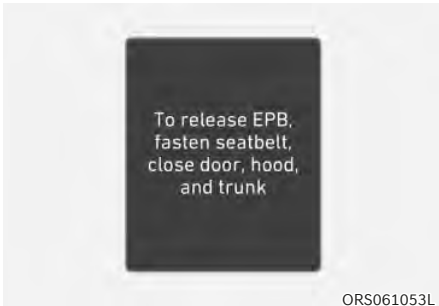 To release EPB,
fasten seatbelt,
close door, hood,
and trunk
ORS061053L